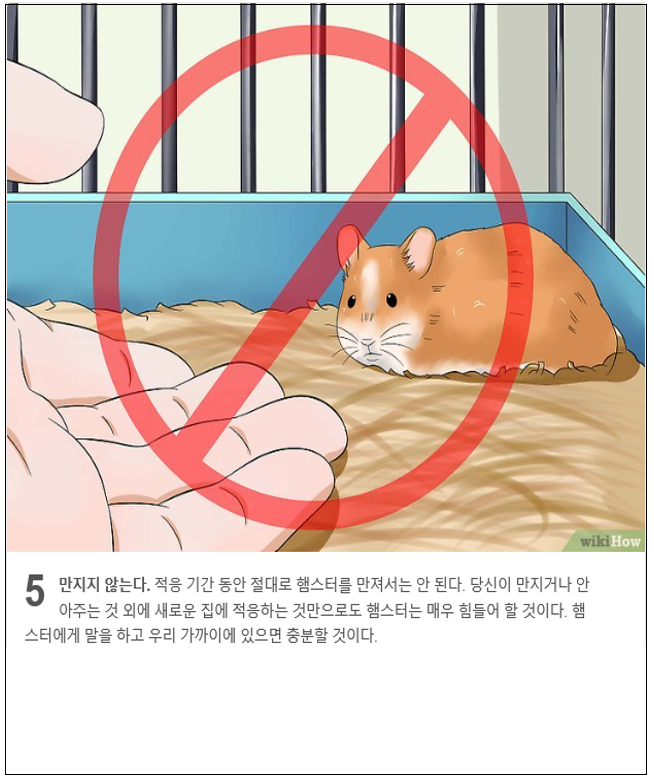 wikiHow
5 만지지 않는다. 적응 기간 동안 절대로 햄스터를 만져서는 안 된다. 당신이 만지거나 안
아주는 것 외에 새로운 집에 적응하는 것만으로도 햄스터는 매우 힘들어 할 것이다. 햄
스터에게 말을 하고 우리 가까이에 있으면 충분할 것이다.